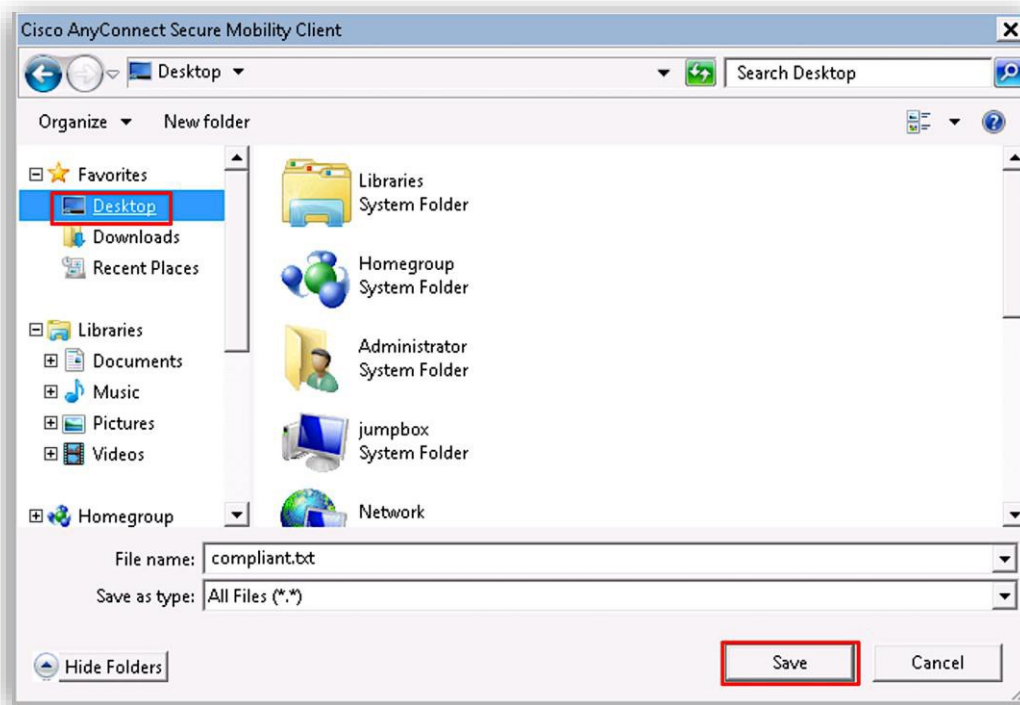 Cisco AnyConnect Secure Mobility Client
Desktop
Search Desktop
Organize
New folder
Favorites
Desktop
Downloads
Recent Places
Libraries
Documents
Music
Pictures
Videos
Homegroup
Libraries
System Folder
Homegroup
System Folder
Administrator
System Folder
jumpbox
System Folder
Network
File name: compliant.txt
Save as type: All Files (*.*)
Hide Folders
Save
Cancel